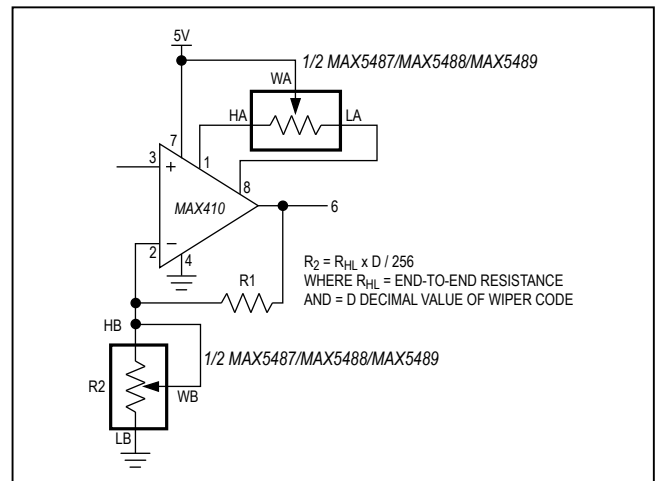 5V
1/2 MAX5487/MAX5488/MAX5489
WA
HA
LA
7
3
+
1
8
MAX410
6
−
2
4
R1
R2 = RHL x D / 256
WHERE RHL = END-TO-END RESISTANCE
AND = D DECIMAL VALUE OF WIPER CODE
HB
1/2 MAX5487/MAX5488/MAX5489
R2
WB
LB